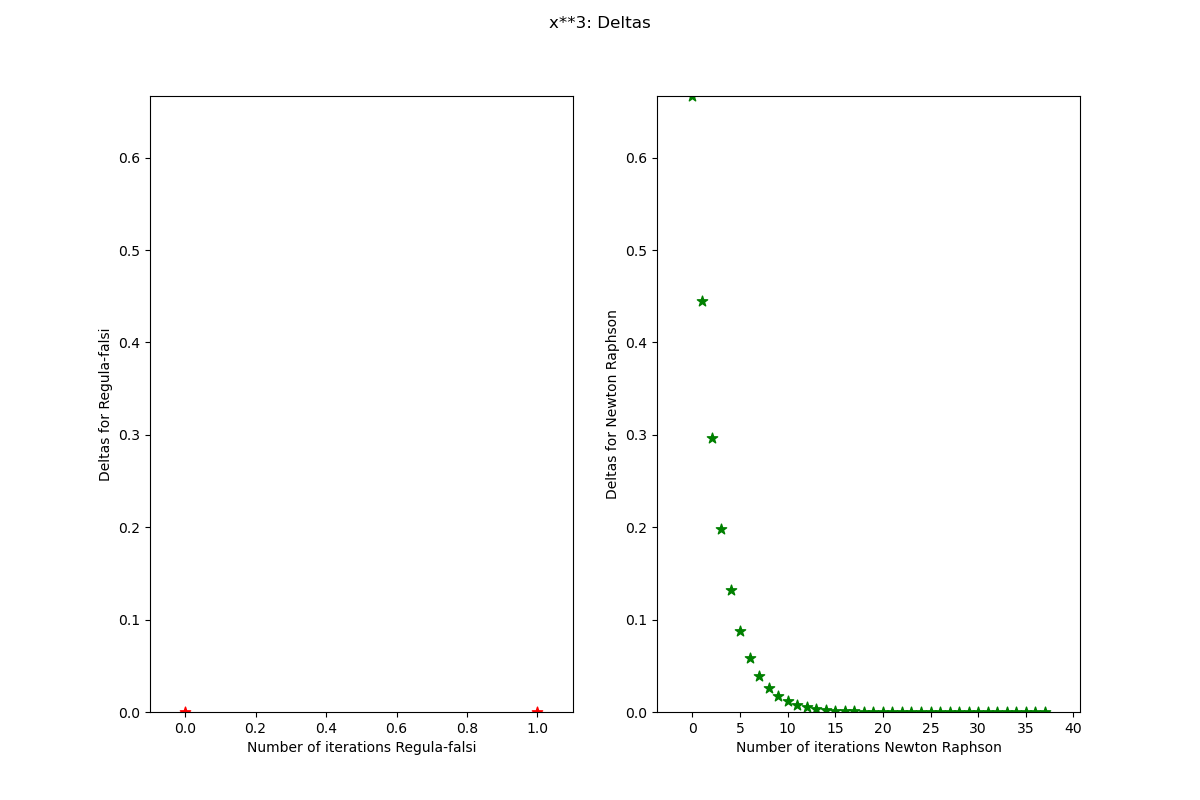 x**3: Deltas
0.6
0.5
0.4
0.3
0.2
0.1
0.0
Deltas for Regula-falsi
0.0 0.2 0.4 0.6 0.8 1.0
Number of iterations Regula-falsi
0.6
0.5
0.4
0.3
0.2
0.1
0.0
Deltas for Newton Raphson
0 5 10 15 20 25 30 35 40
Number of iterations Newton Raphson